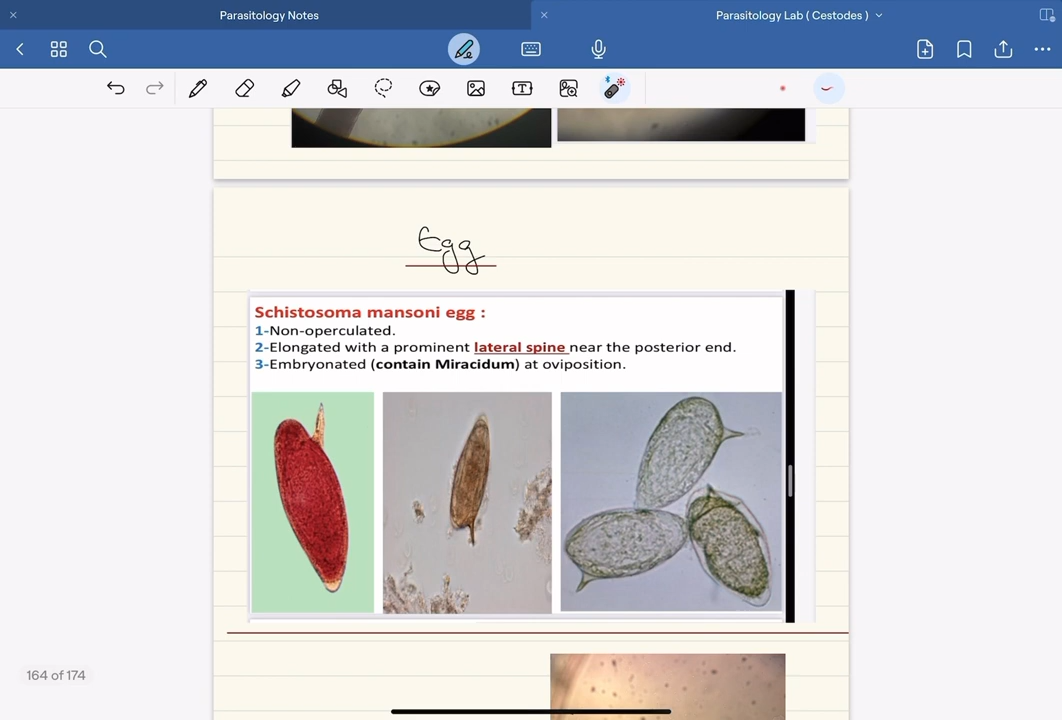 Parasitology Notes
Parasitology Lab ( Cestodes )
Egg
Schistosoma mansoni egg :
1-Non-operculated.
2-Elongated with a prominent lateral spine near the posterior end.
3-Embryonated (contain Miracidum) at oviposition.
164 of 174